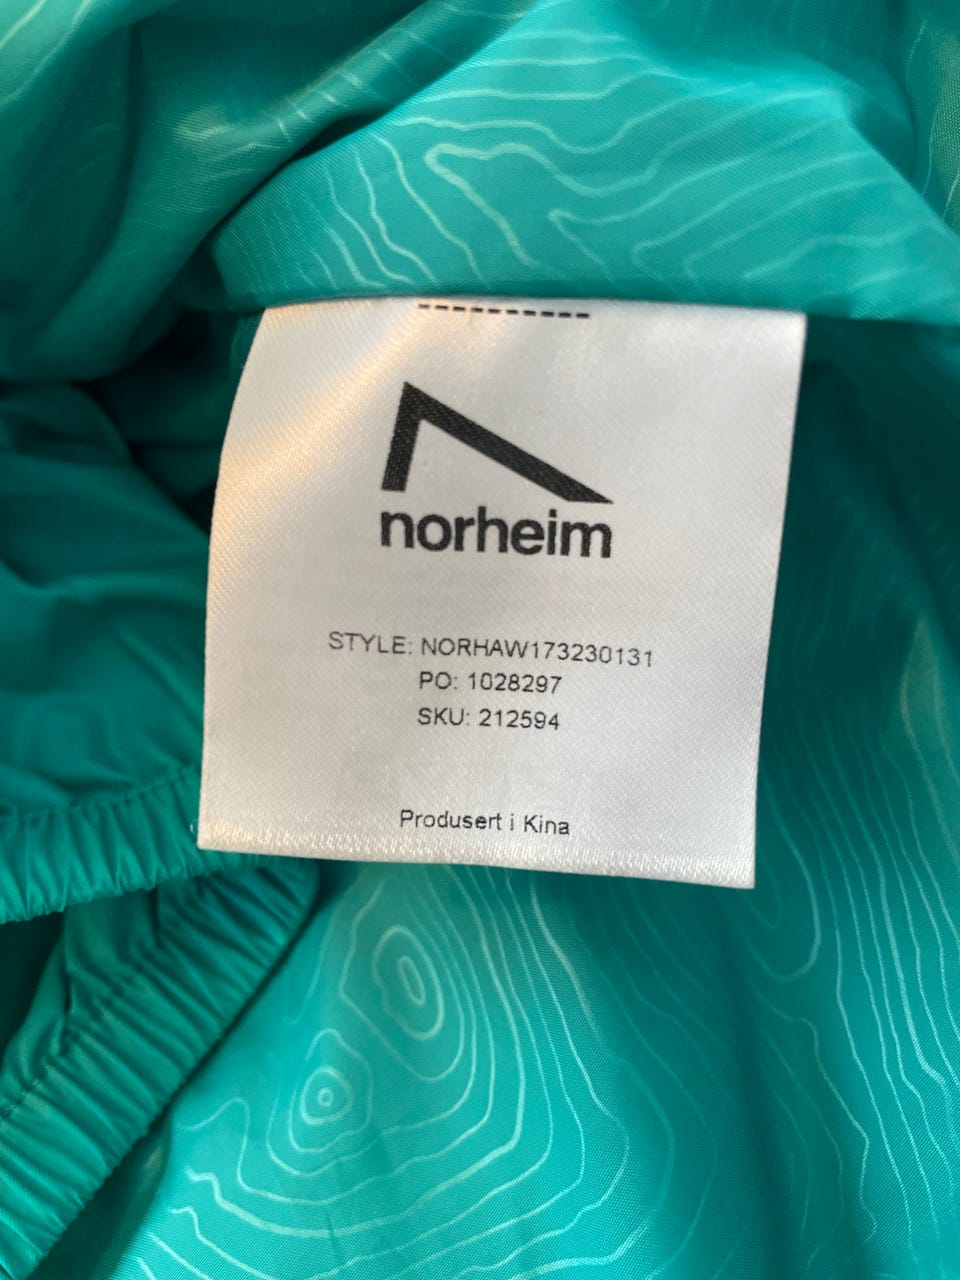 norheim
STYLE: NORHAW173230131
PO: 1028297
SKU: 212594
Produsert i Kina